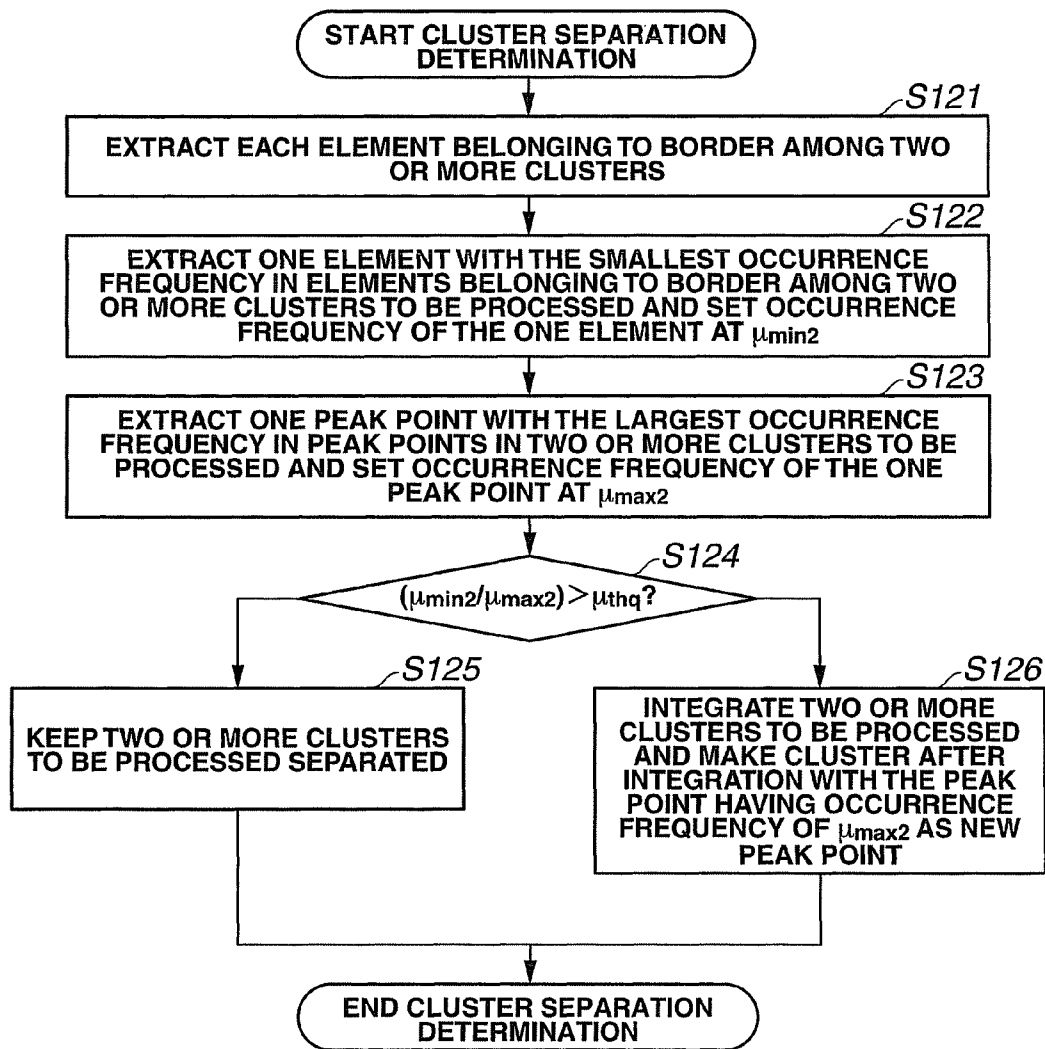 START CLUSTER SEPARATION
DETERMINATION
S121
EXTRACT EACH ELEMENT BELONGING TO BORDER AMONG TWO
OR MORE CLUSTERS
S122
EXTRACT ONE ELEMENT WITH THE SMALLEST OCCURRENCE
FREQUENCY IN ELEMENTS BELONGING TO BORDER AMONG TWO
OR MORE CLUSTERS TO BE PROCESSED AND SET OCCURRENCE
FREQUENCY OF THE ONE ELEMENT AT μmin2
S123
EXTRACT ONE PEAK POINT WITH THE LARGEST OCCURRENCE
FREQUENCY IN PEAK POINTS IN TWO OR MORE CLUSTERS TO BE
PROCESSED AND SET OCCURRENCE FREQUENCY OF THE ONE
PEAK POINT AT μmax2
S124
(μmin2/μmax2)>μthq?
S125
KEEP TWO OR MORE CLUSTERS
TO BE PROCESSED SEPARATED
S126
INTEGRATE TWO OR MORE
CLUSTERS TO BE PROCESSED
AND MAKE CLUSTER AFTER
INTEGRATION WITH THE PEAK
POINT HAVING OCCURRENCE
FREQUENCY OF μmax2 AS NEW
PEAK POINT
END CLUSTER SEPARATION
DETERMINATION